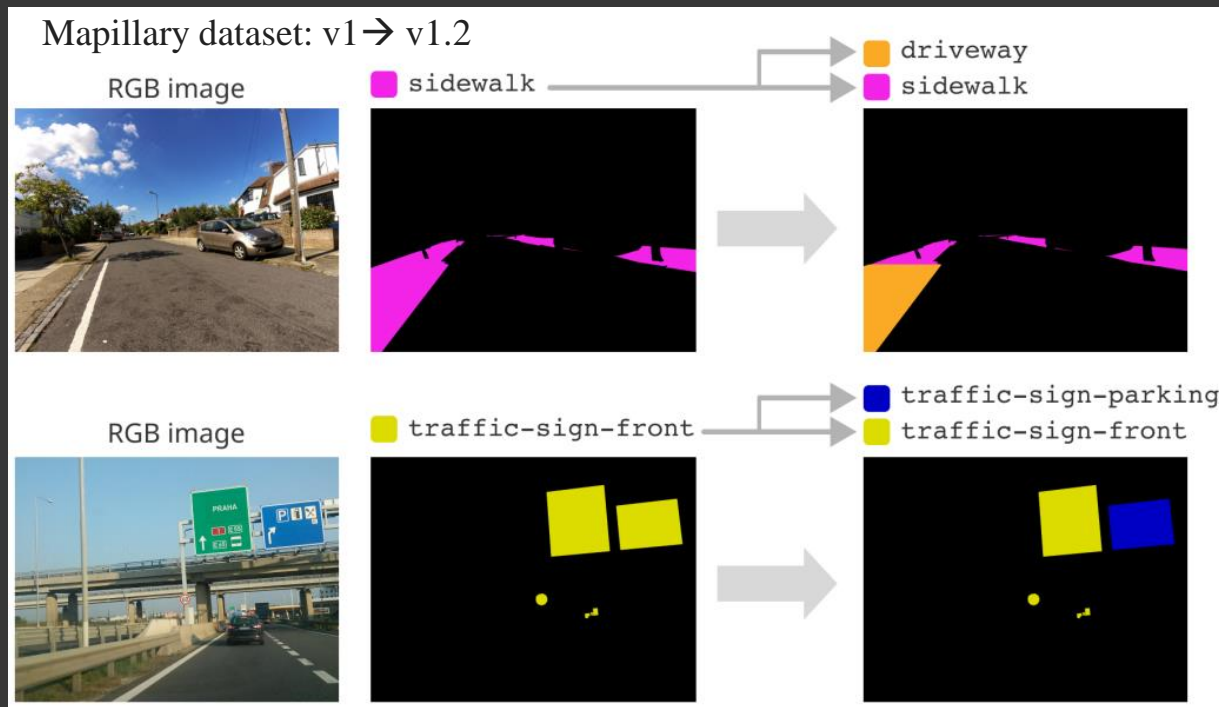 Mapillary dataset: v1→ v1.2
RGB image
sidewalk
driveway
sidewalk
RGB image
traffic-sign-front
traffic-sign-parking
traffic-sign-front
PRAHA
P